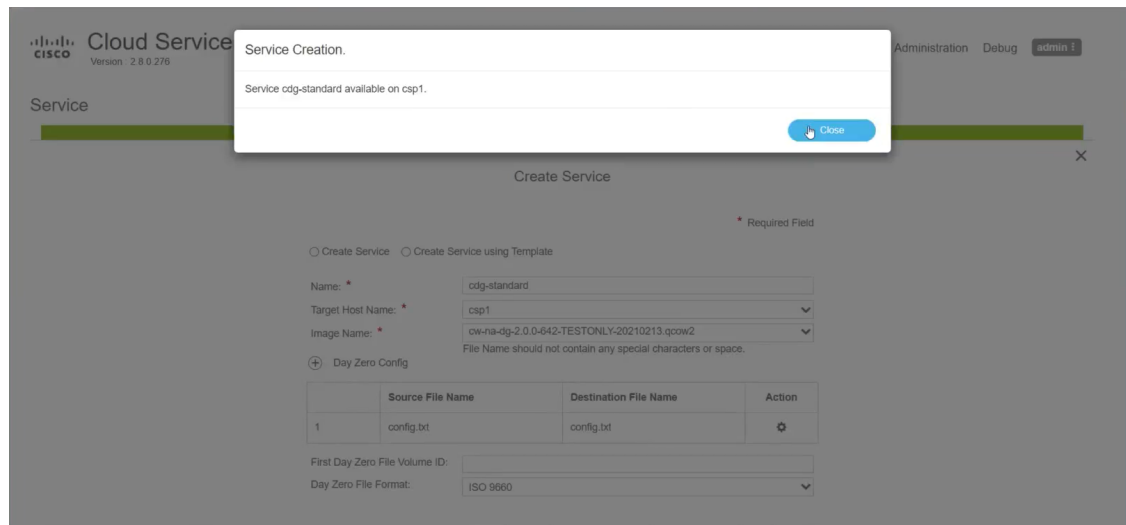 cisco
Cloud Service
Version 2.8.0.276
Administration Debug admin
Service
Service Creation.
Service cdg-standard available on csp1.
Close
Create Service
* Required Field
Create Service Create Service using Template
Name: * cdg-standard
Target Host Name: * csp1
Image Name: * cw-na-dg-2.0.0-642-TESTONLY-20210213.qcow2
File Name should not contain any special characters or space.
Day Zero Config
Source File Name Destination File Name Action
1 config.txt config.txt
First Day Zero File Volume ID:
Day Zero File Format: ISO 9660